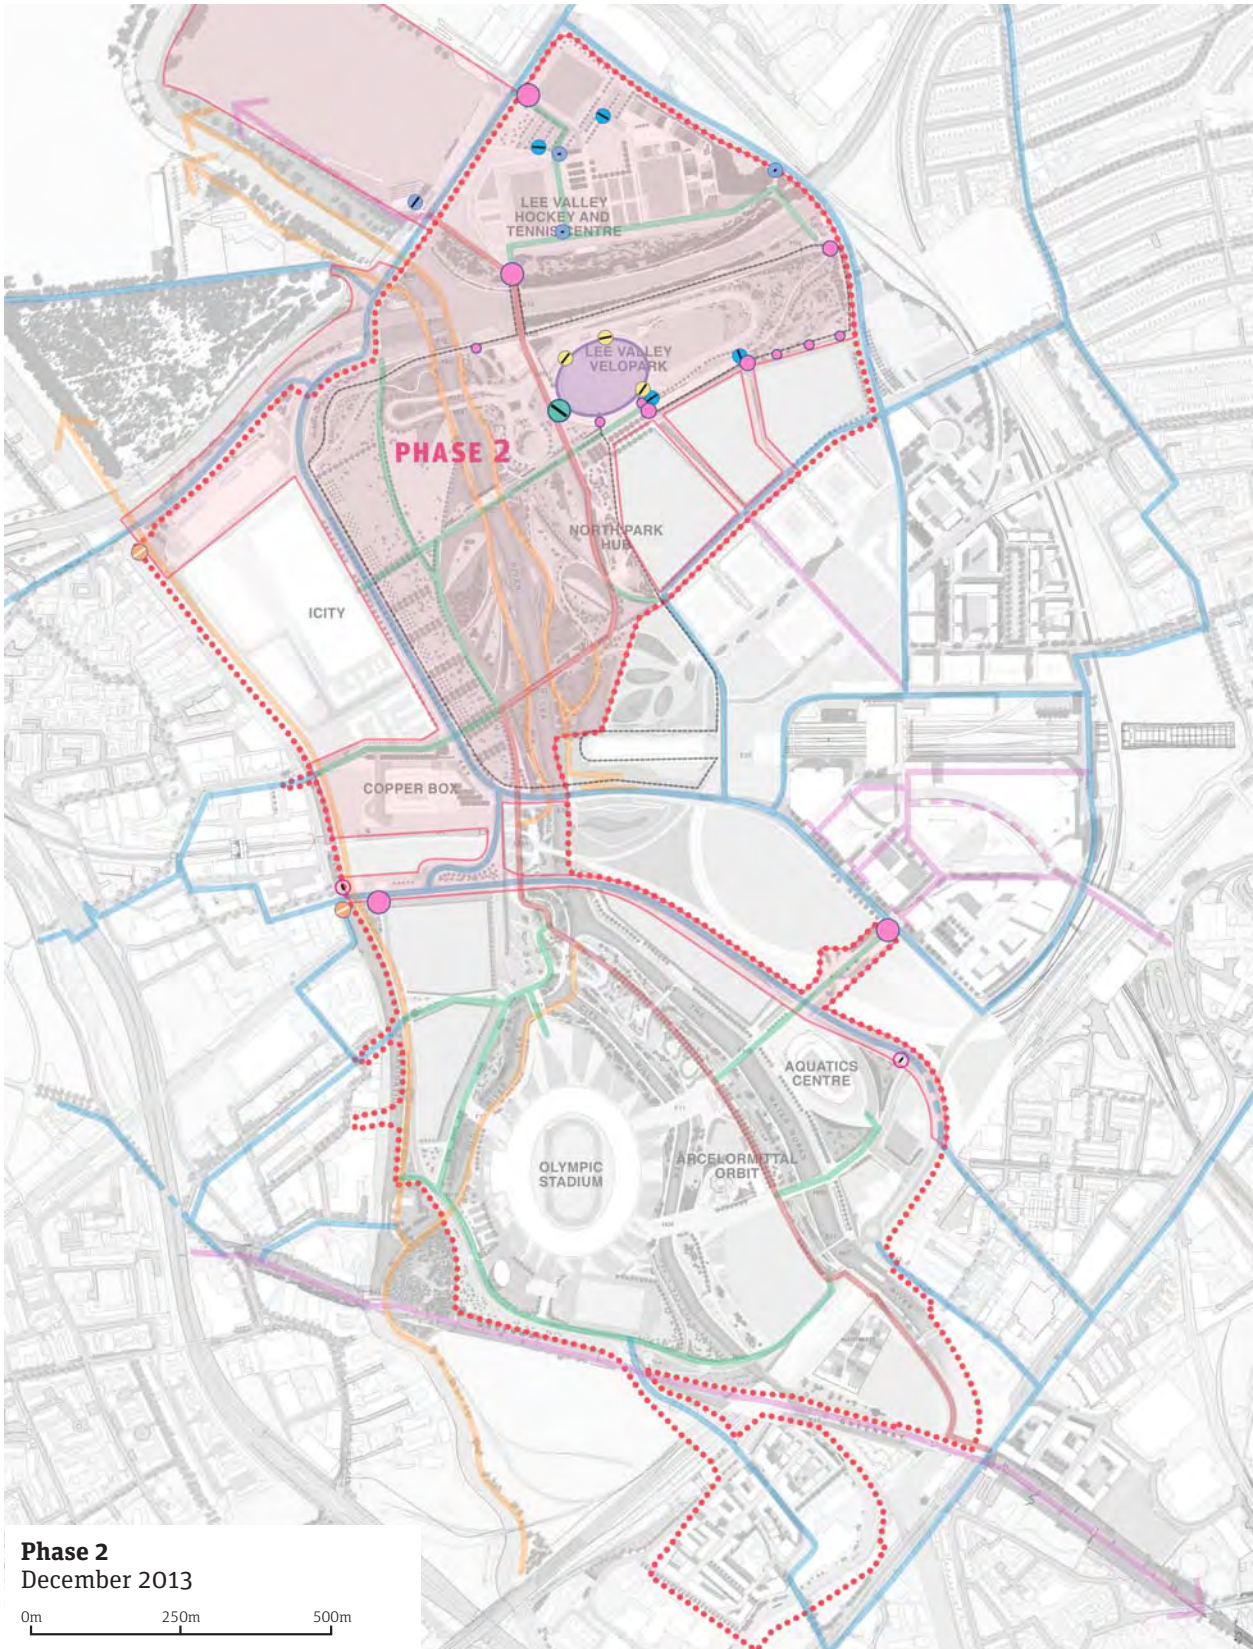 LEE VALLEY
HOCKEY AND
TENNIS CENTRE
LEE VALLEY
VELOPARK
PHASE 2
NORTH PARK
HUB
ICITY
COPPER BOX
AQUATICS
CENTRE
OLYMPIC
STADIUM
ARCELORMITTAL
ORBIT
Phase 2
December 2013
0m 250m 500m